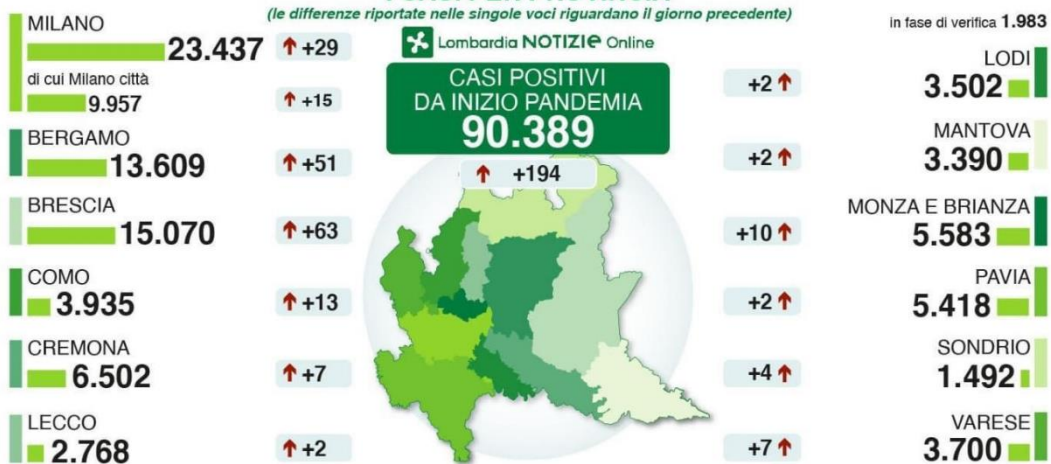 (le differenze riportate nelle singole voci riguardano il giorno precedente)
Lombardia NOTIZIE Online
CASI POSITIVI
DA INIZIO PANDEMIA
90.389
+194
MILANO
23.437
+29
di cui Milano città
9.957
+15
BERGAMO
13.609
+51
BRESCIA
15.070
+63
COMO
3.935
+13
CREMONA
6.502
+7
LECCO
2.768
+2
in fase di verifica 1.983
LODI
+2
3.502
MANTOVA
+2
3.390
MONZA E BRIANZA
+10
5.583
PAVIA
+2
5.418
SONDRIO
+4
1.492
VARESE
+7
3.700